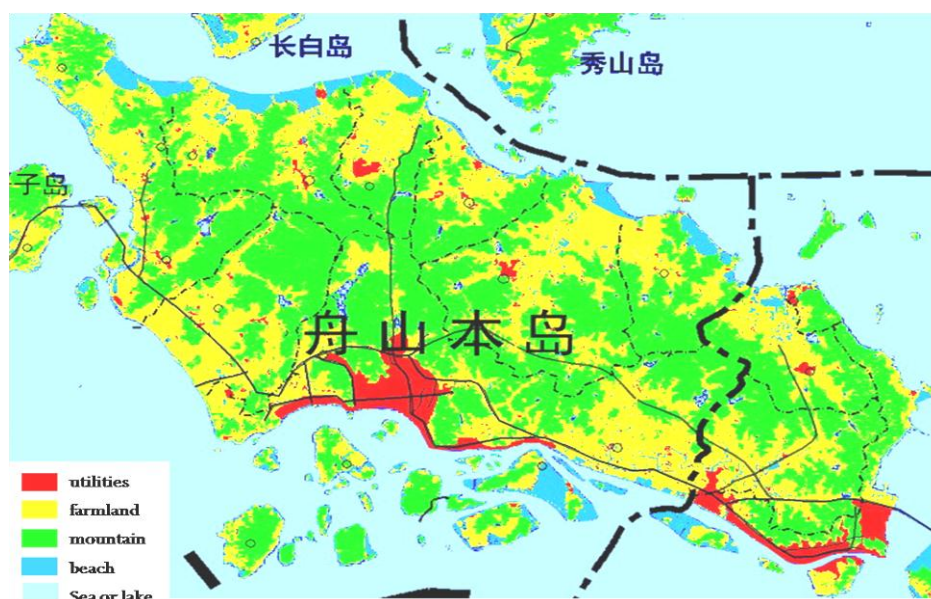 长白岛
秀山岛
子岛
舟山本岛
utilities
farmland
mountain
beach
Sea or lake